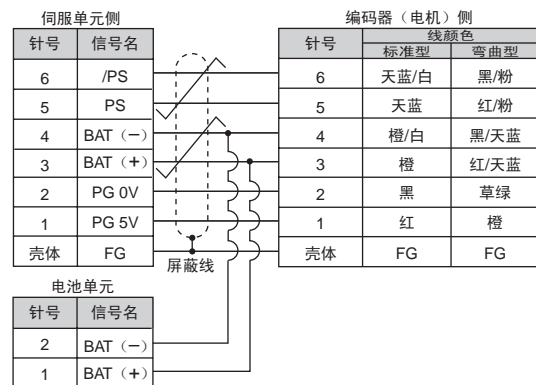 伺服单元侧
编码器（电机）侧
针号 信号名
针号 线颜色
标准型 弯曲型
6 /PS 6 天蓝/白 黑/粉
5 PS 5 天蓝 红/粉
4 BAT（−） 4 橙/白 黑/天蓝
3 BAT（+） 3 橙 红/天蓝
2 PG 0V 2 黑 草绿
1 PG 5V 1 红 橙
壳体 FG 壳体 FG FG
屏蔽线
电池单元
针号 信号名
2 BAT（−）
1 BAT（+）